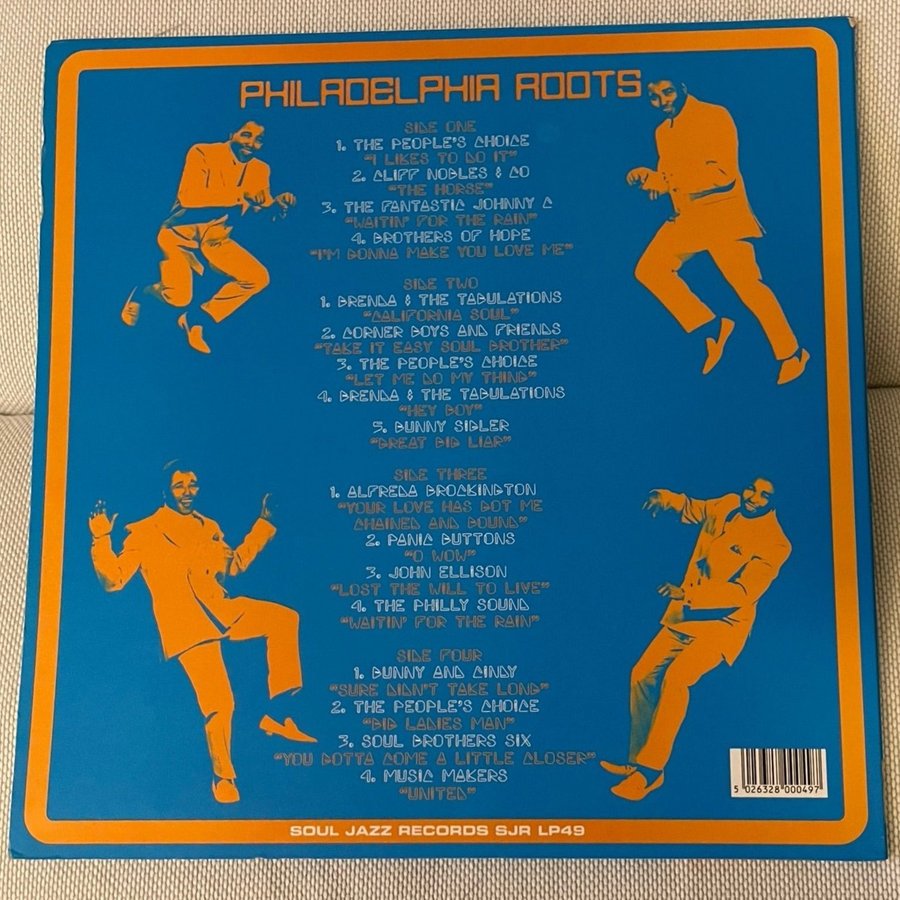 PHILADELPHIA ROOTS
SIDE ONE
1. THE PEOPLE'S CHOICE
"I LIKES TO DO IT"
2. CLIFF NOBLES & CO
"THE HORSE"
3. THE FANTASTIC JOHNNY C
"WAITIN' FOR THE RAIN"
4. BROTHERS OF HOPE
"I'M GONNA MAKE YOU LOVE ME"
SIDE TWO
1. BRENDA & THE TABULATIONS
"CALIFORNIA SOUL"
2. CORNER BOYS AND FRIENDS
"TAKE IT EASY SOUL BROTHER"
3. THE PEOPLE'S CHOICE
"LET ME DO MY THING"
4. BRENDA & THE TABULATIONS
"HEY BOY"
5. BUNNY SIGLER
"GREAT BIG LIAR"
SIDE THREE
1. ALFREDA BROCKINGTON
"YOUR LOVE HAS GOT ME
CHAINED AND BOUND"
2. PANIC BUTTONS
"O WOW"
3. JOHN ELLISON
"LOST THE WILL TO LIVE"
4. THE PHILLY SOUND
"WAITIN' FOR THE RAIN"
SIDE FOUR
1. BUNNY AND CINDY
"SURE DIDN'T TAKE LONG"
2. THE PEOPLE'S CHOICE
"BIG LADIES MAN"
3. SOUL BROTHERS SIX
"YOU GOTTA COME A LITTLE CLOSER"
4. MUSIC MAKERS
"UNITED"
5 026328 000497
SOUL JAZZ RECORDS SJR LP49